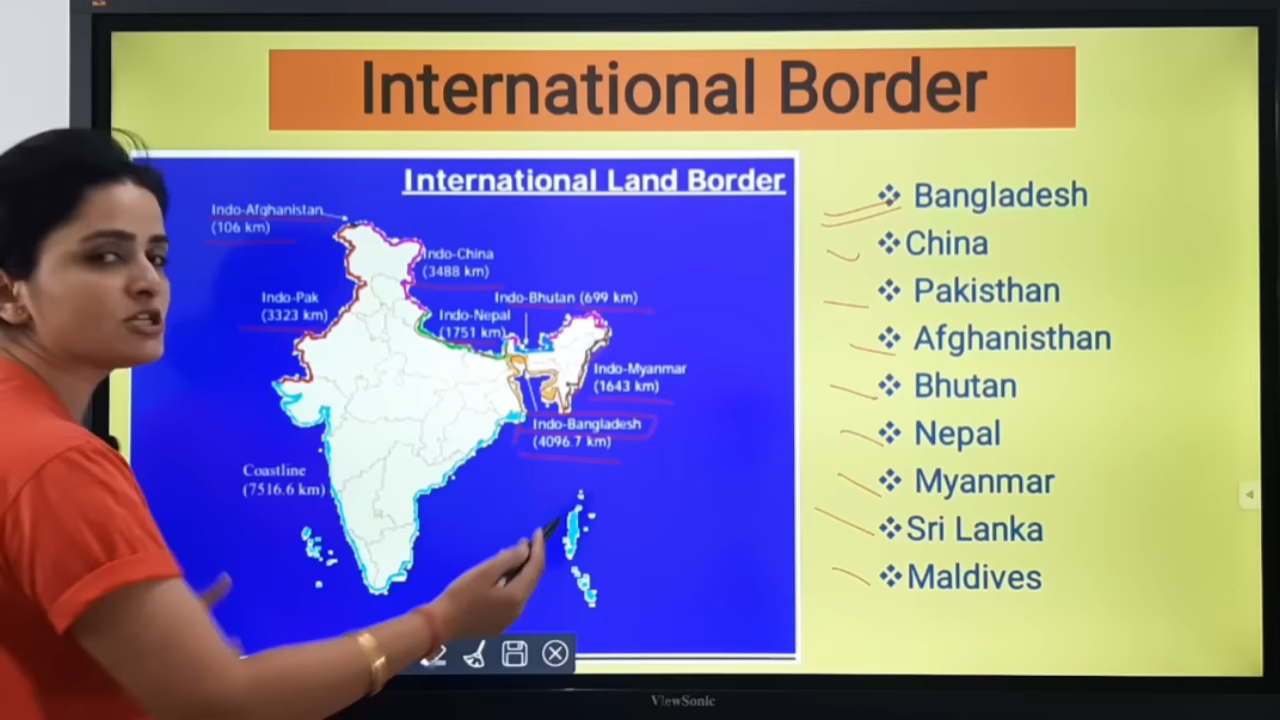 International Border
International Land Border
Indo-Afghanistan
(106 km)
Indo-China
(3488 km)
Indo-Pak
(3323 km)
Indo-Bhutan (699 km)
Indo-Nepal
(1751 km)
Indo-Myanmar
(1643 km)
Indo-Bangladesh
(4096.7 km)
Coastline
(7516.6 km)
Bangladesh
China
Pakisthan
Afghanisthan
Bhutan
Nepal
Myanmar
Sri Lanka
Maldives
ViewSonic